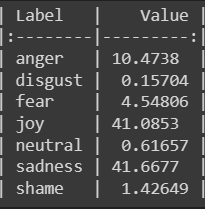 | Label    |    Value |
|:--------|---------:|
| anger    | 10.4738  |
| disgust  |  0.15704 |
| fear     |  4.54806 |
| joy      | 41.0853  |
| neutral  |  0.61657 |
| sadness  | 41.6677  |
| shame    |  1.42649 |